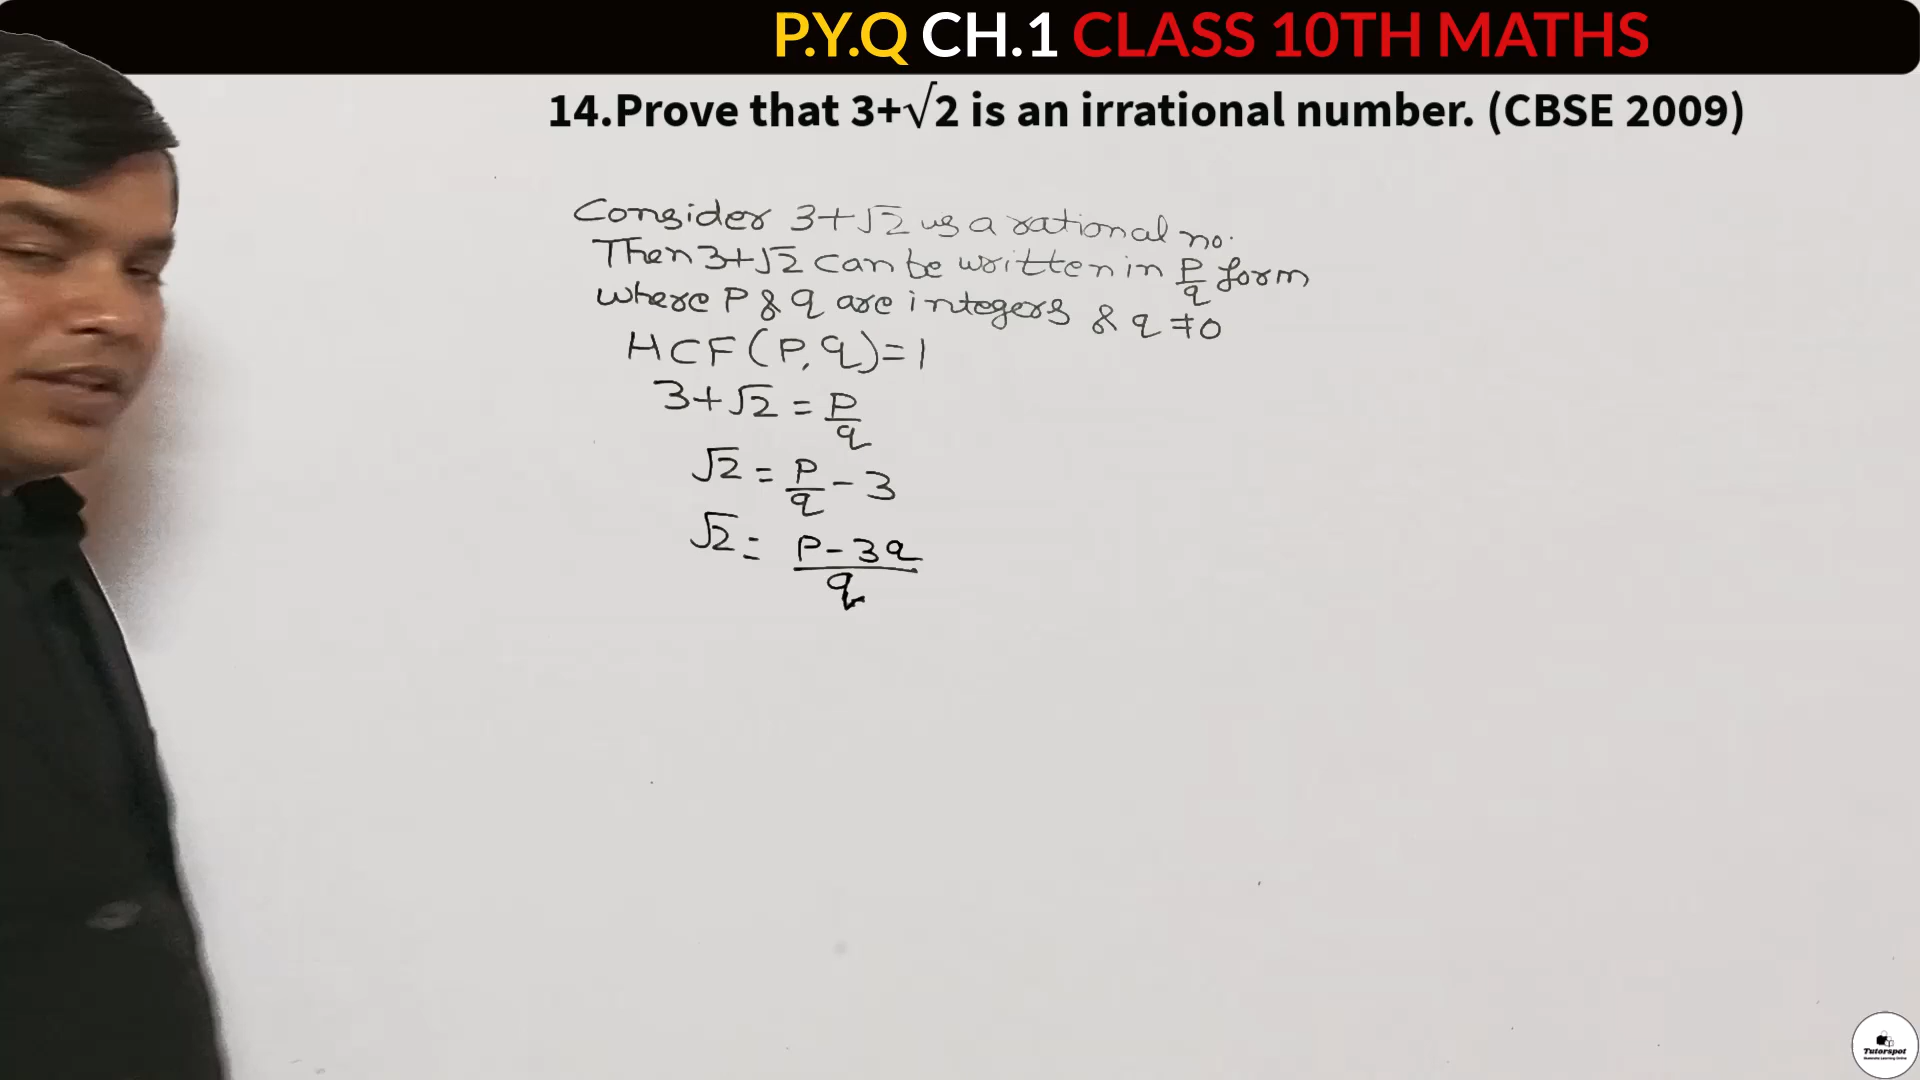 P.Y.Q CH.1 CLASS 10TH MATHS
14.Prove that 3+√2 is an irrational number. (CBSE 2009)
Consider 3+√2 is a rational no.
Then 3+√2 can be written in P/q form
where P & q are integers & q ≠0
HCF(P,q)=1
3+√2 = P/q
√2 = P/q - 3
√2 = P-3q/q
Tutorspot